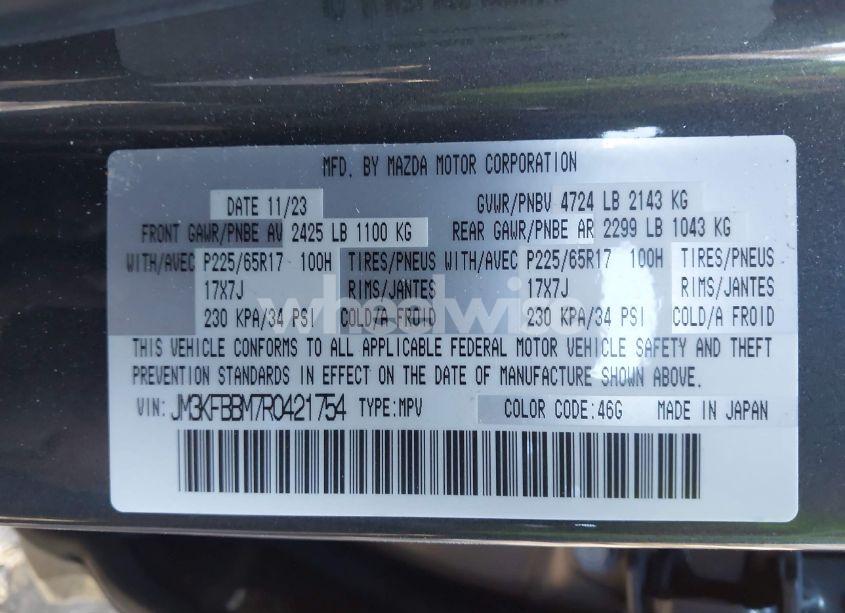 MFD. BY MAZDA MOTOR CORPORATION
DATE 11/23 GVWR/PNBV 4724 LB 2143 KG
FRONT GAWR/PNBE AV 2425 LB 1100 KG REAR GAWR/PNBE AR 2299 LB 1043 KG
WITH/AVEC P225/65R17 100H TIRES/PNEUS WITH/AVEC P225/65R17 100H TIRES/PNEUS
17X7J RIMS/JANTES 17X7J RIMS/JANTES
230 KPA/34 PSI COLD/A FROID 230 KPA/34 PSI COLD/A FROID
THIS VEHICLE CONFORMS TO ALL APPLICABLE FEDERAL MOTOR VEHICLE SAFETY AND THEFT
PREVENTION STANDARDS IN EFFECT ON THE DATE OF MANUFACTURE SHOWN ABOVE.
VIN: JM3KFBBM7R0421754 TYPE:MPV COLOR CODE:46G MADE IN JAPAN